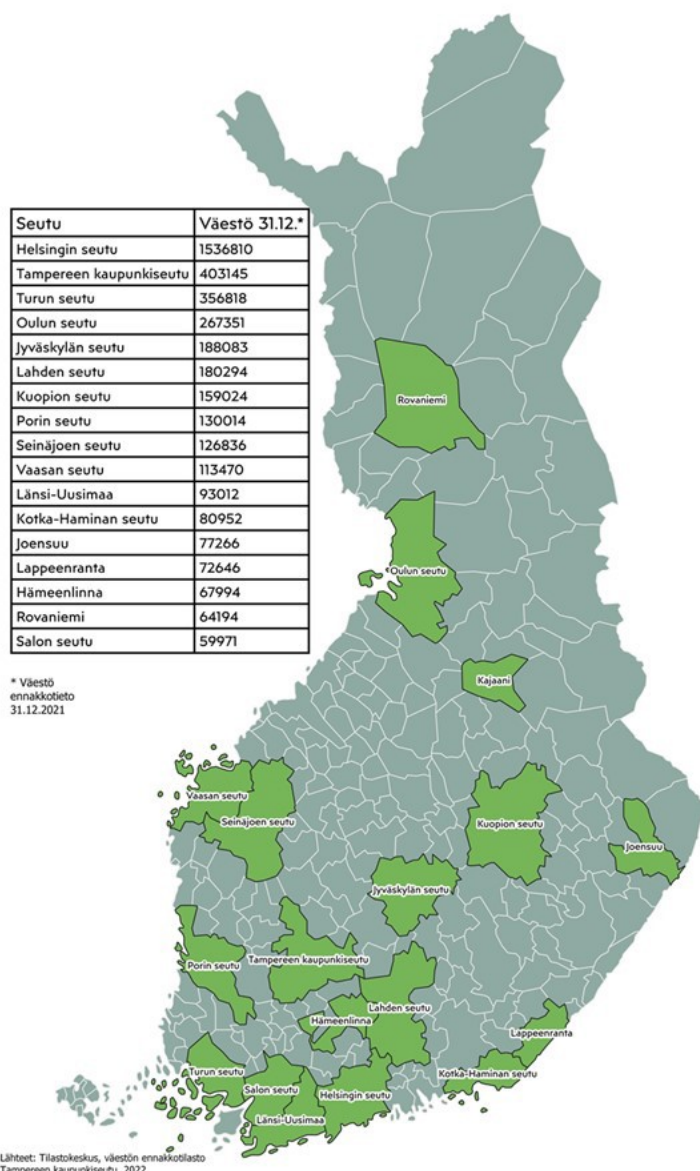 Seutu Väestö 31.12.*
Helsingin seutu 1536810
Tampereen kaupunkiseutu 403145
Turun seutu 356818
Oulun seutu 267351
Jyväskylän seutu 188083
Lahden seutu 180294
Kuopion seutu 159024
Porin seutu 130014
Seinäjoen seutu 126836
Vaasan seutu 113470
Länsi-Uusimaa 93012
Kotka-Haminan seutu 80952
Joensuu 77266
Lappeenranta 72646
Hämeenlinna 67994
Rovaniemi 64194
Salon seutu 59971
* Väestö
ennakkotieto
31.12.2021
Rovaniemi
Oulun seutu
Kajaani
Vaasan seutu
Seinäjoen seutu
Kuopion seutu
Joensuu
Jyväskylän seutu
Porin seutu
Tampereen kaupunkiseutu
Lahden seutu
Hämeenlinna
Lappeenranta
Turun seutu
Kotka-Haminan seutu
Salon seutu
Helsingin seutu
Länsi-Uusimaa
Lähteet: Tilastokeskus, väestön ennakkotilasto
Tampereen kaupunkiseutu, 2022